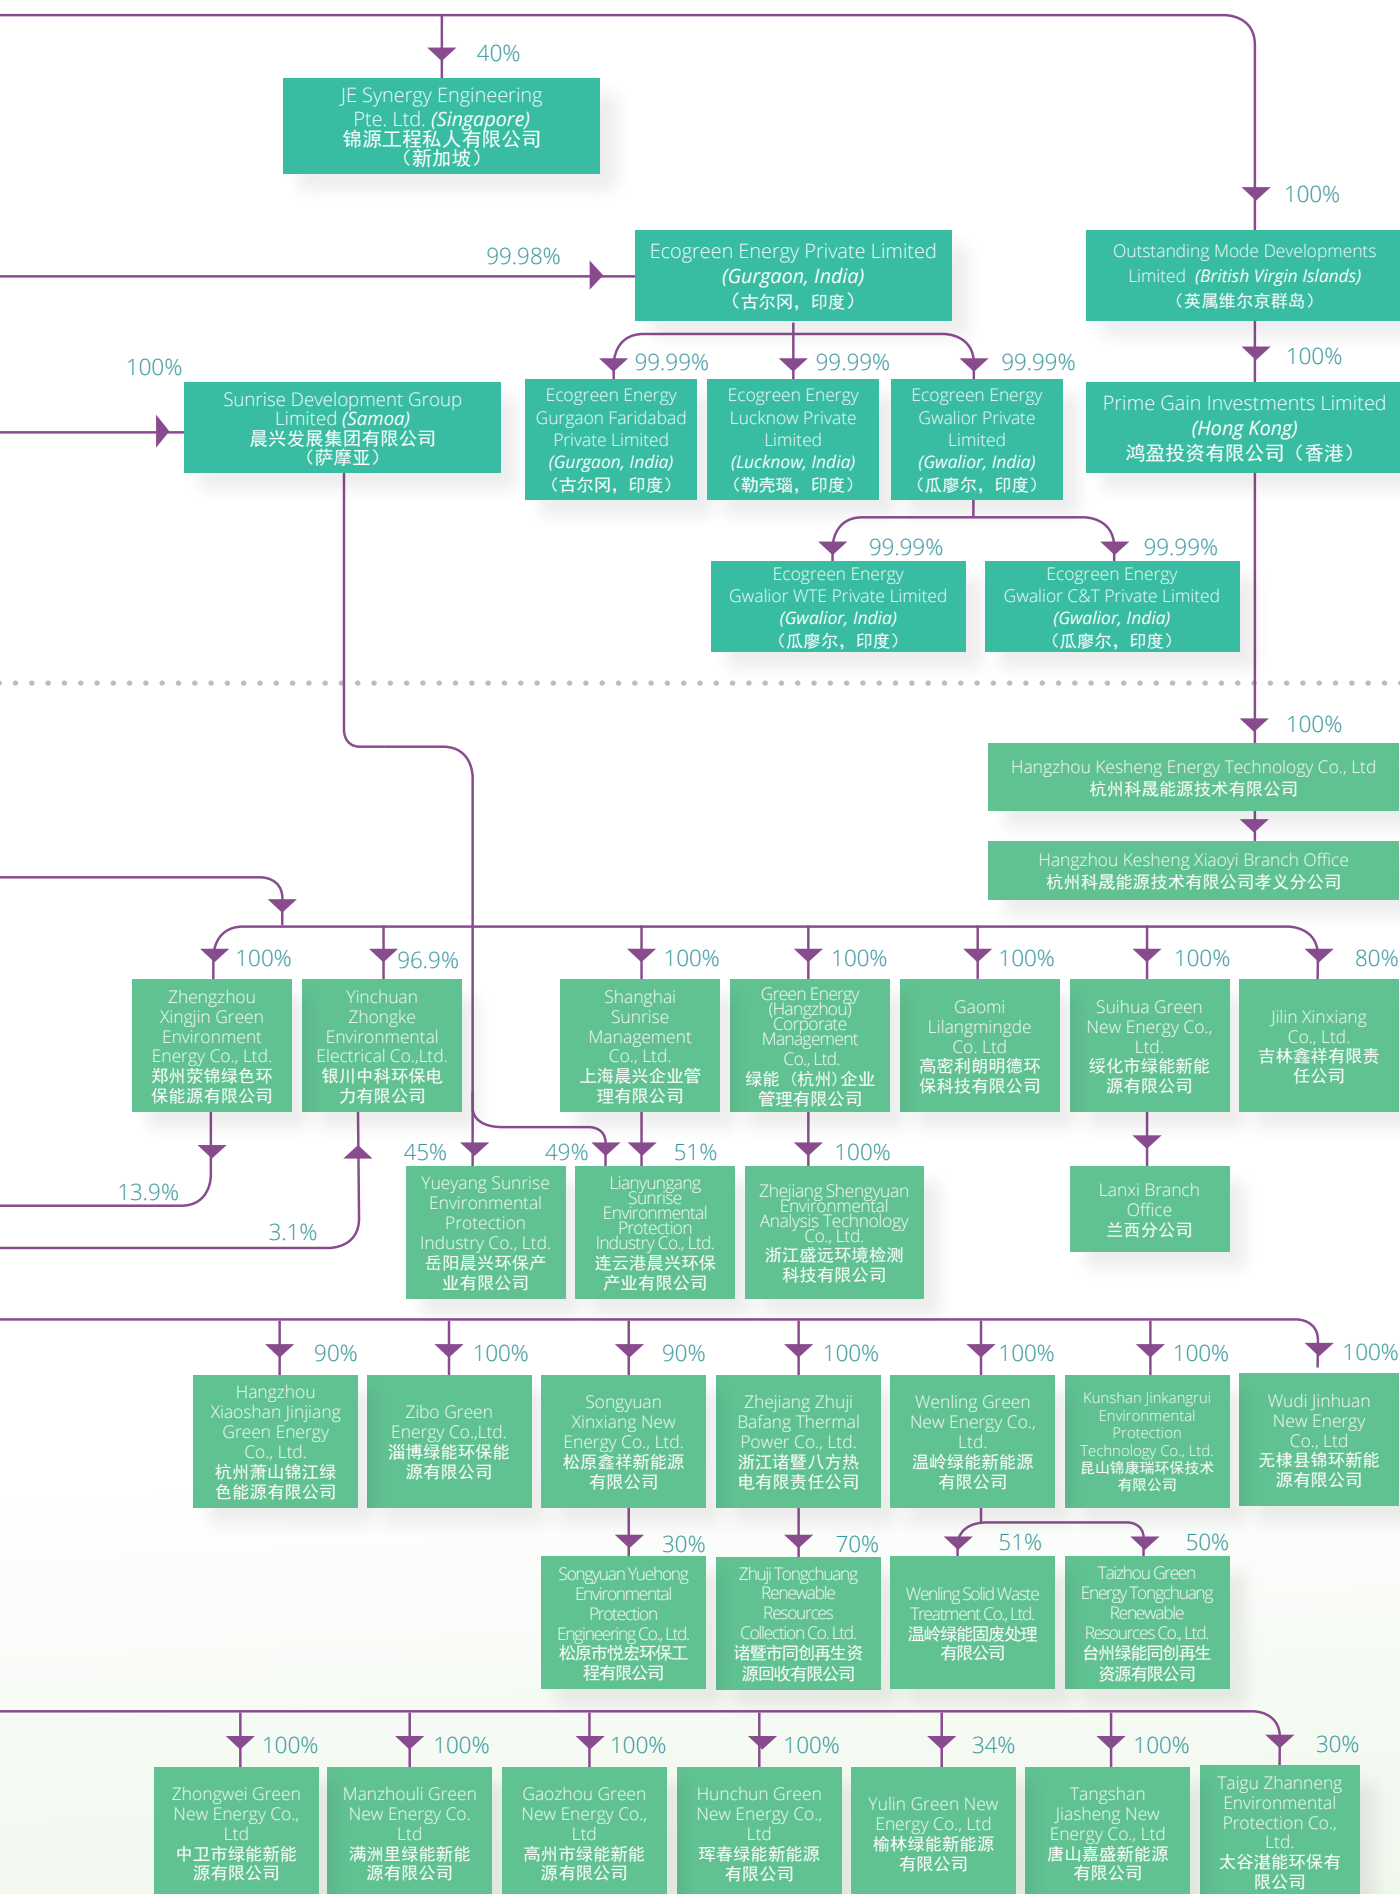 40%
JE Synergy Engineering
Pte. Ltd. (Singapore)
锦源工程私人有限公司
（新加坡）
100%
99.98%
Ecogreen Energy Private Limited
(Gurgaon, India)
（古尔冈，印度）
Outstanding Mode Developments
Limited (British Virgin Islands)
（英属维尔京群岛）
100%
100%
Sunrise Development Group
Limited (Samoa)
晨兴发展集团有限公司
（萨摩亚）
99.99%
99.99%
99.99%
Ecogreen Energy
Gurgaon Faridabad
Private Limited
(Gurgaon, India)
（古尔冈，印度）
Ecogreen Energy
Lucknow Private
Limited
(Lucknow, India)
（勒壳瑙，印度）
Ecogreen Energy
Gwalior Private
Limited
(Gwalior, India)
（瓜廖尔，印度）
Prime Gain Investments Limited
(Hong Kong)
鸿盈投资有限公司（香港）
99.99%
99.99%
Ecogreen Energy
Gwalior WTE Private Limited
(Gwalior, India)
（瓜廖尔，印度）
Ecogreen Energy
Gwalior C&T Private Limited
(Gwalior, India)
（瓜廖尔，印度）
100%
Hangzhou Kesheng Energy Technology Co., Ltd
杭州科晟能源技术有限公司
Hangzhou Kesheng Xiaoyi Branch Office
杭州科晟能源技术有限公司孝义分公司
100%
96.9%
100%
100%
100%
100%
80%
Zhengzhou
Xingjin Green
Environment
Energy Co., Ltd.
郑州荥锦绿色环
保能源有限公司
Yinchuan
Zhongke
Environmental
Electrical Co.,Ltd.
银川中科环保电
力有限公司
Shanghai
Sunrise
Management
Co., Ltd.
上海晨兴企业管
理有限公司
Green Energy
(Hangzhou)
Corporate
Management
Co., Ltd.
绿能（杭州）企业
管理有限公司
Gaomi
Lilangmingde
Co. Ltd
高密利朗明德环
保科技有限公司
Suihua Green
New Energy Co.,
Ltd.
绥化市绿能新能
源有限公司
Jilin Xinxiang
Co., Ltd.
吉林鑫祥有限责
任公司
13.9%
3.1%
45%
49%
51%
100%
Yueyang Sunrise
Environmental
Protection
Industry Co., Ltd.
岳阳晨兴环保产
业有限公司
Lianyungang
Sunrise
Environmental
Protection
Industry Co., Ltd.
连云港晨兴环保
产业有限公司
Zhejiang Shengyuan
Environmental
Analysis Technology
Co., Ltd.
浙江盛远环境检测
科技有限公司
Lanxi Branch
Office
兰西分公司
90%
100%
90%
100%
100%
100%
100%
Hangzhou
Xiaoshan Jinjiang
Green Energy
Co., Ltd.
杭州萧山锦江绿
色能源有限公司
Zibo Green
Energy Co.,Ltd.
淄博绿能环保能
源有限公司
Songyuan
Xinxiang New
Energy Co., Ltd.
松原鑫祥新能源
有限公司
Zhejiang Zhuji
Bafang Thermal
Power Co., Ltd.
浙江诸暨八方热
电有限责任公司
Wenling Green
New Energy Co.,
Ltd.
温岭绿能新能源
有限公司
Kunshan Jinkangrui
Environmental
Protection
Technology Co., Ltd.
昆山锦康瑞环保技术
有限公司
Wudi Jinhuan
New Energy
Co., Ltd
无棣县锦环新能
源有限公司
30%
70%
51%
50%
Songyuan Yuehong
Environmental
Protection
Engineering Co., Ltd.
松原市悦宏环保工
程有限公司
Zhuji Tongchuang
Renewable
Resources
Collection Co. Ltd.
诸暨市同创再生资
源回收有限公司
Wenling Solid Waste
Treatment Co., Ltd.
温岭绿能固废处理
有限公司
Taizhou Green
Energy Tongchuang
Renewable
Resources Co., Ltd.
台州绿能同创再生
资源有限公司
100%
100%
100%
100%
34%
100%
30%
Zhongwei Green
New Energy Co.,
Ltd
中卫市绿能新能
源有限公司
Manzhouli Green
New Energy Co.
Ltd
满洲里绿能新能
源有限公司
Gaozhou Green
New Energy Co.,
Ltd
高州市绿能新能
源有限公司
Hunchun Green
New Energy Co.,
Ltd
珲春绿能新能源
有限公司
Yulin Green New
Energy Co., Ltd
榆林绿能新能源
有限公司
Tangshan
Jiasheng New
Energy Co., Ltd
唐山嘉盛新能源
有限公司
Taigu Zhanneng
Environmental
Protection Co.,
Ltd.
太谷湛能环保有
限公司